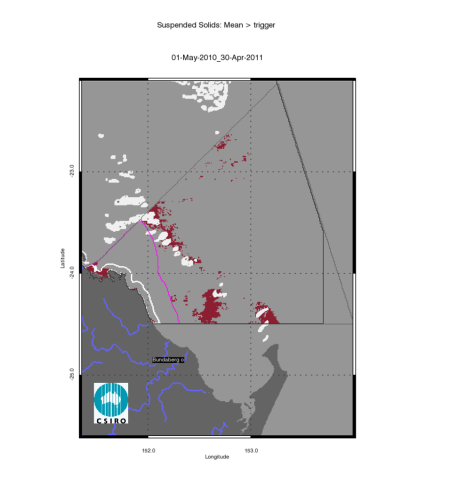 Suspended Solids: Mean > trigger
01-May-2010_30-Apr-2011
-23.0
Latitude
-24.0
-25.0
Bundaberg o
CSIRO
152.0
153.0
Longitude